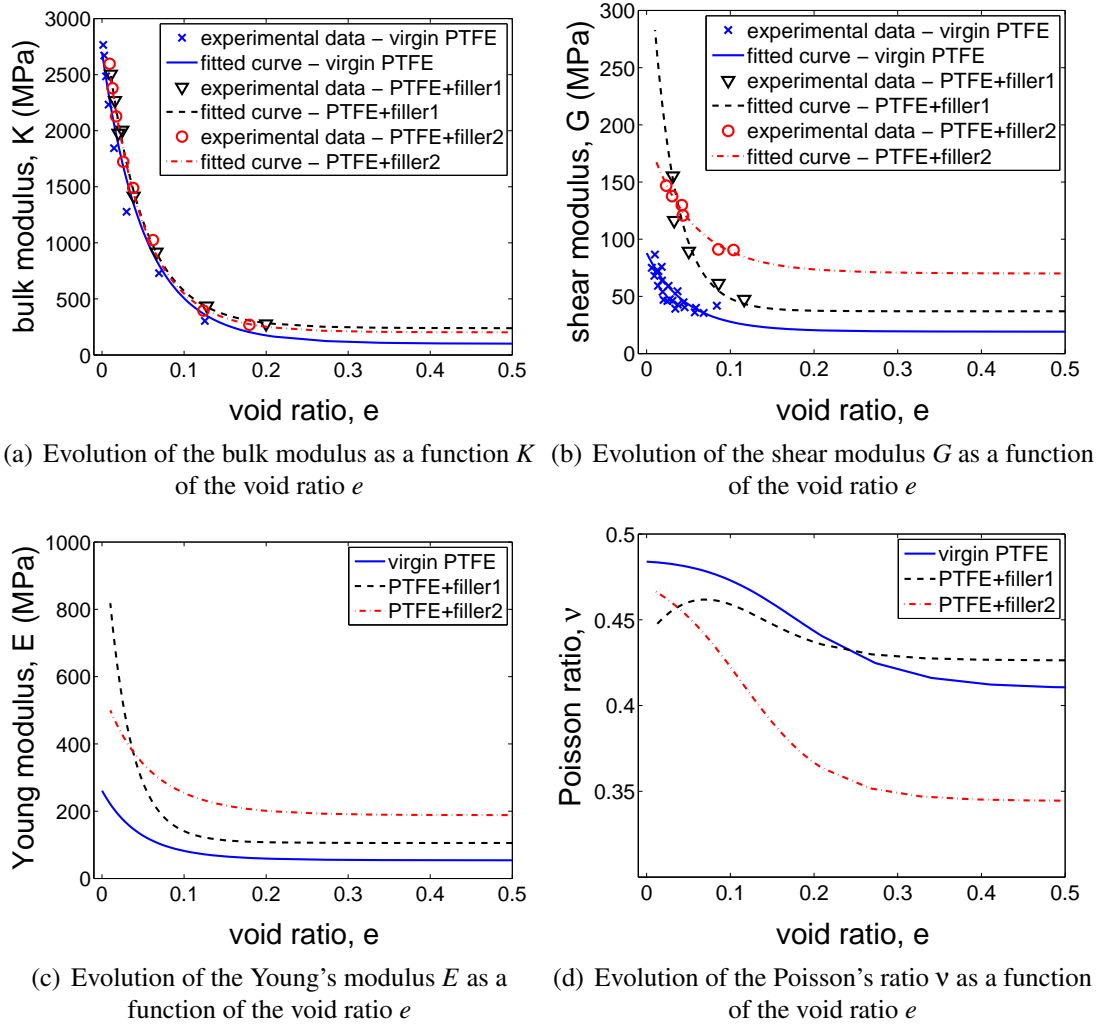 3000
2500
2000
1500
1000
500
0
0
0.1
0.2
0.3
0.4
0.5
bulk modulus, K (MPa)
void ratio, e
experimental data – virgin PTFE
fitted curve – virgin PTFE
experimental data – PTFE+filler1
fitted curve – PTFE+filler1
experimental data – PTFE+filler2
fitted curve – PTFE+filler2
300
250
200
150
100
50
0
0
0.1
0.2
0.3
0.4
0.5
shear modulus, G (MPa)
void ratio, e
experimental data – virgin PTFE
fitted curve – virgin PTFE
experimental data – PTFE+filler1
fitted curve – PTFE+filler1
experimental data – PTFE+filler2
fitted curve – PTFE+filler2
(a) Evolution of the bulk modulus as a function K
of the void ratio e
(b) Evolution of the shear modulus G as a function
of the void ratio e
1000
800
600
400
200
0
0
0.1
0.2
0.3
0.4
0.5
Young modulus, E (MPa)
void ratio, e
virgin PTFE
PTFE+filler1
PTFE+filler2
0.5
0.45
0.4
0.35
0
0.1
0.2
0.3
0.4
0.5
Poisson ratio, ν
void ratio, e
virgin PTFE
PTFE+filler1
PTFE+filler2
(c) Evolution of the Young's modulus E as a
function of the void ratio e
(d) Evolution of the Poisson's ratio ν as a function
of the void ratio e